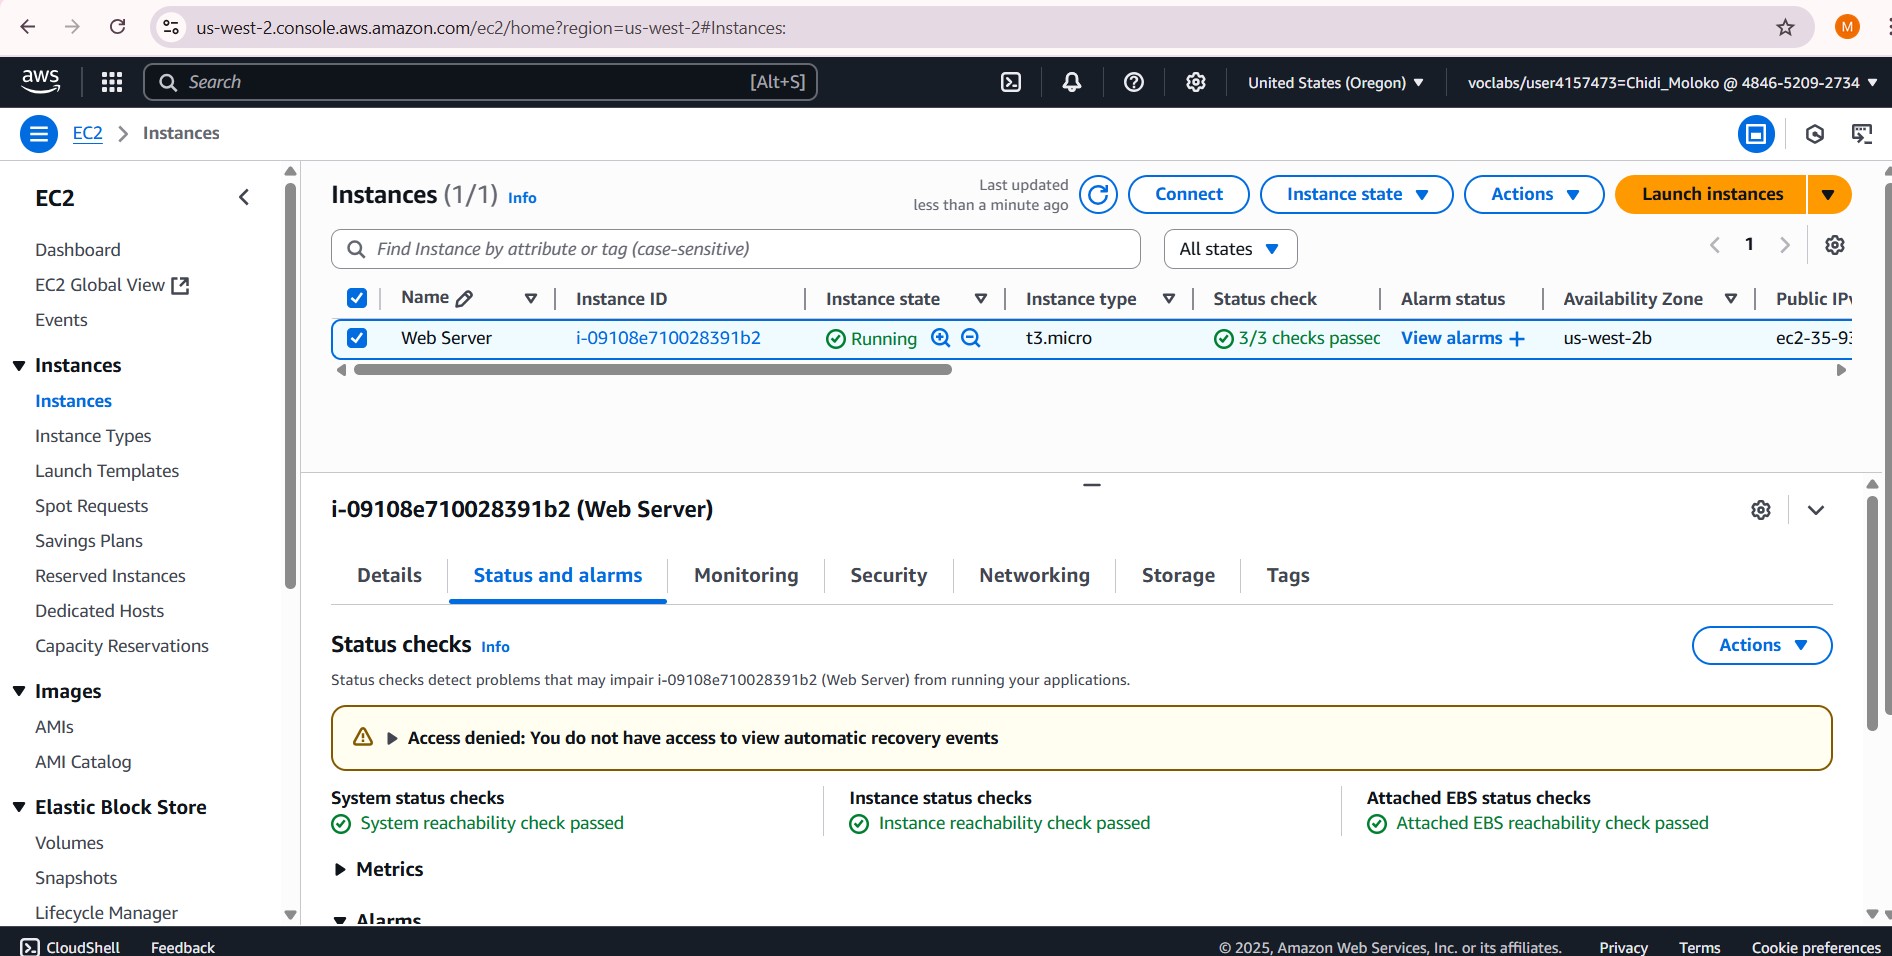 us-west-2.console.aws.amazon.com/ec2/home?region=us-west-2#Instances:
M
aws
Search
[Alt+S]
United States (Oregon)
voclabs/user4157473=Chidi_Moloko @ 4846-5209-2734
EC2
Instances
EC2
Dashboard
EC2 Global View
Events
Instances
Instances
Instance Types
Launch Templates
Spot Requests
Savings Plans
Reserved Instances
Dedicated Hosts
Capacity Reservations
Images
AMIs
AMI Catalog
Elastic Block Store
Volumes
Snapshots
Lifecycle Manager
Instances (1/1) Info
Last updated
less than a minute ago
Connect
Instance state
Actions
Launch instances
Find Instance by attribute or tag (case-sensitive)
All states
1
Name
Instance ID
Instance state
Instance type
Status check
Alarm status
Availability Zone
Public IPv
Web Server
i-09108e710028391b2
Running
t3.micro
3/3 checks passed
View alarms +
us-west-2b
ec2-35-93
i-09108e710028391b2 (Web Server)
Details
Status and alarms
Monitoring
Security
Networking
Storage
Tags
Status checks Info
Actions
Status checks detect problems that may impair i-09108e710028391b2 (Web Server) from running your applications.
Access denied: You do not have access to view automatic recovery events
System status checks
System reachability check passed
Instance status checks
Instance reachability check passed
Attached EBS status checks
Attached EBS reachability check passed
Metrics
Alarms
CloudShell
Feedback
© 2025, Amazon Web Services, Inc. or its affiliates.
Privacy
Terms
Cookie preferences